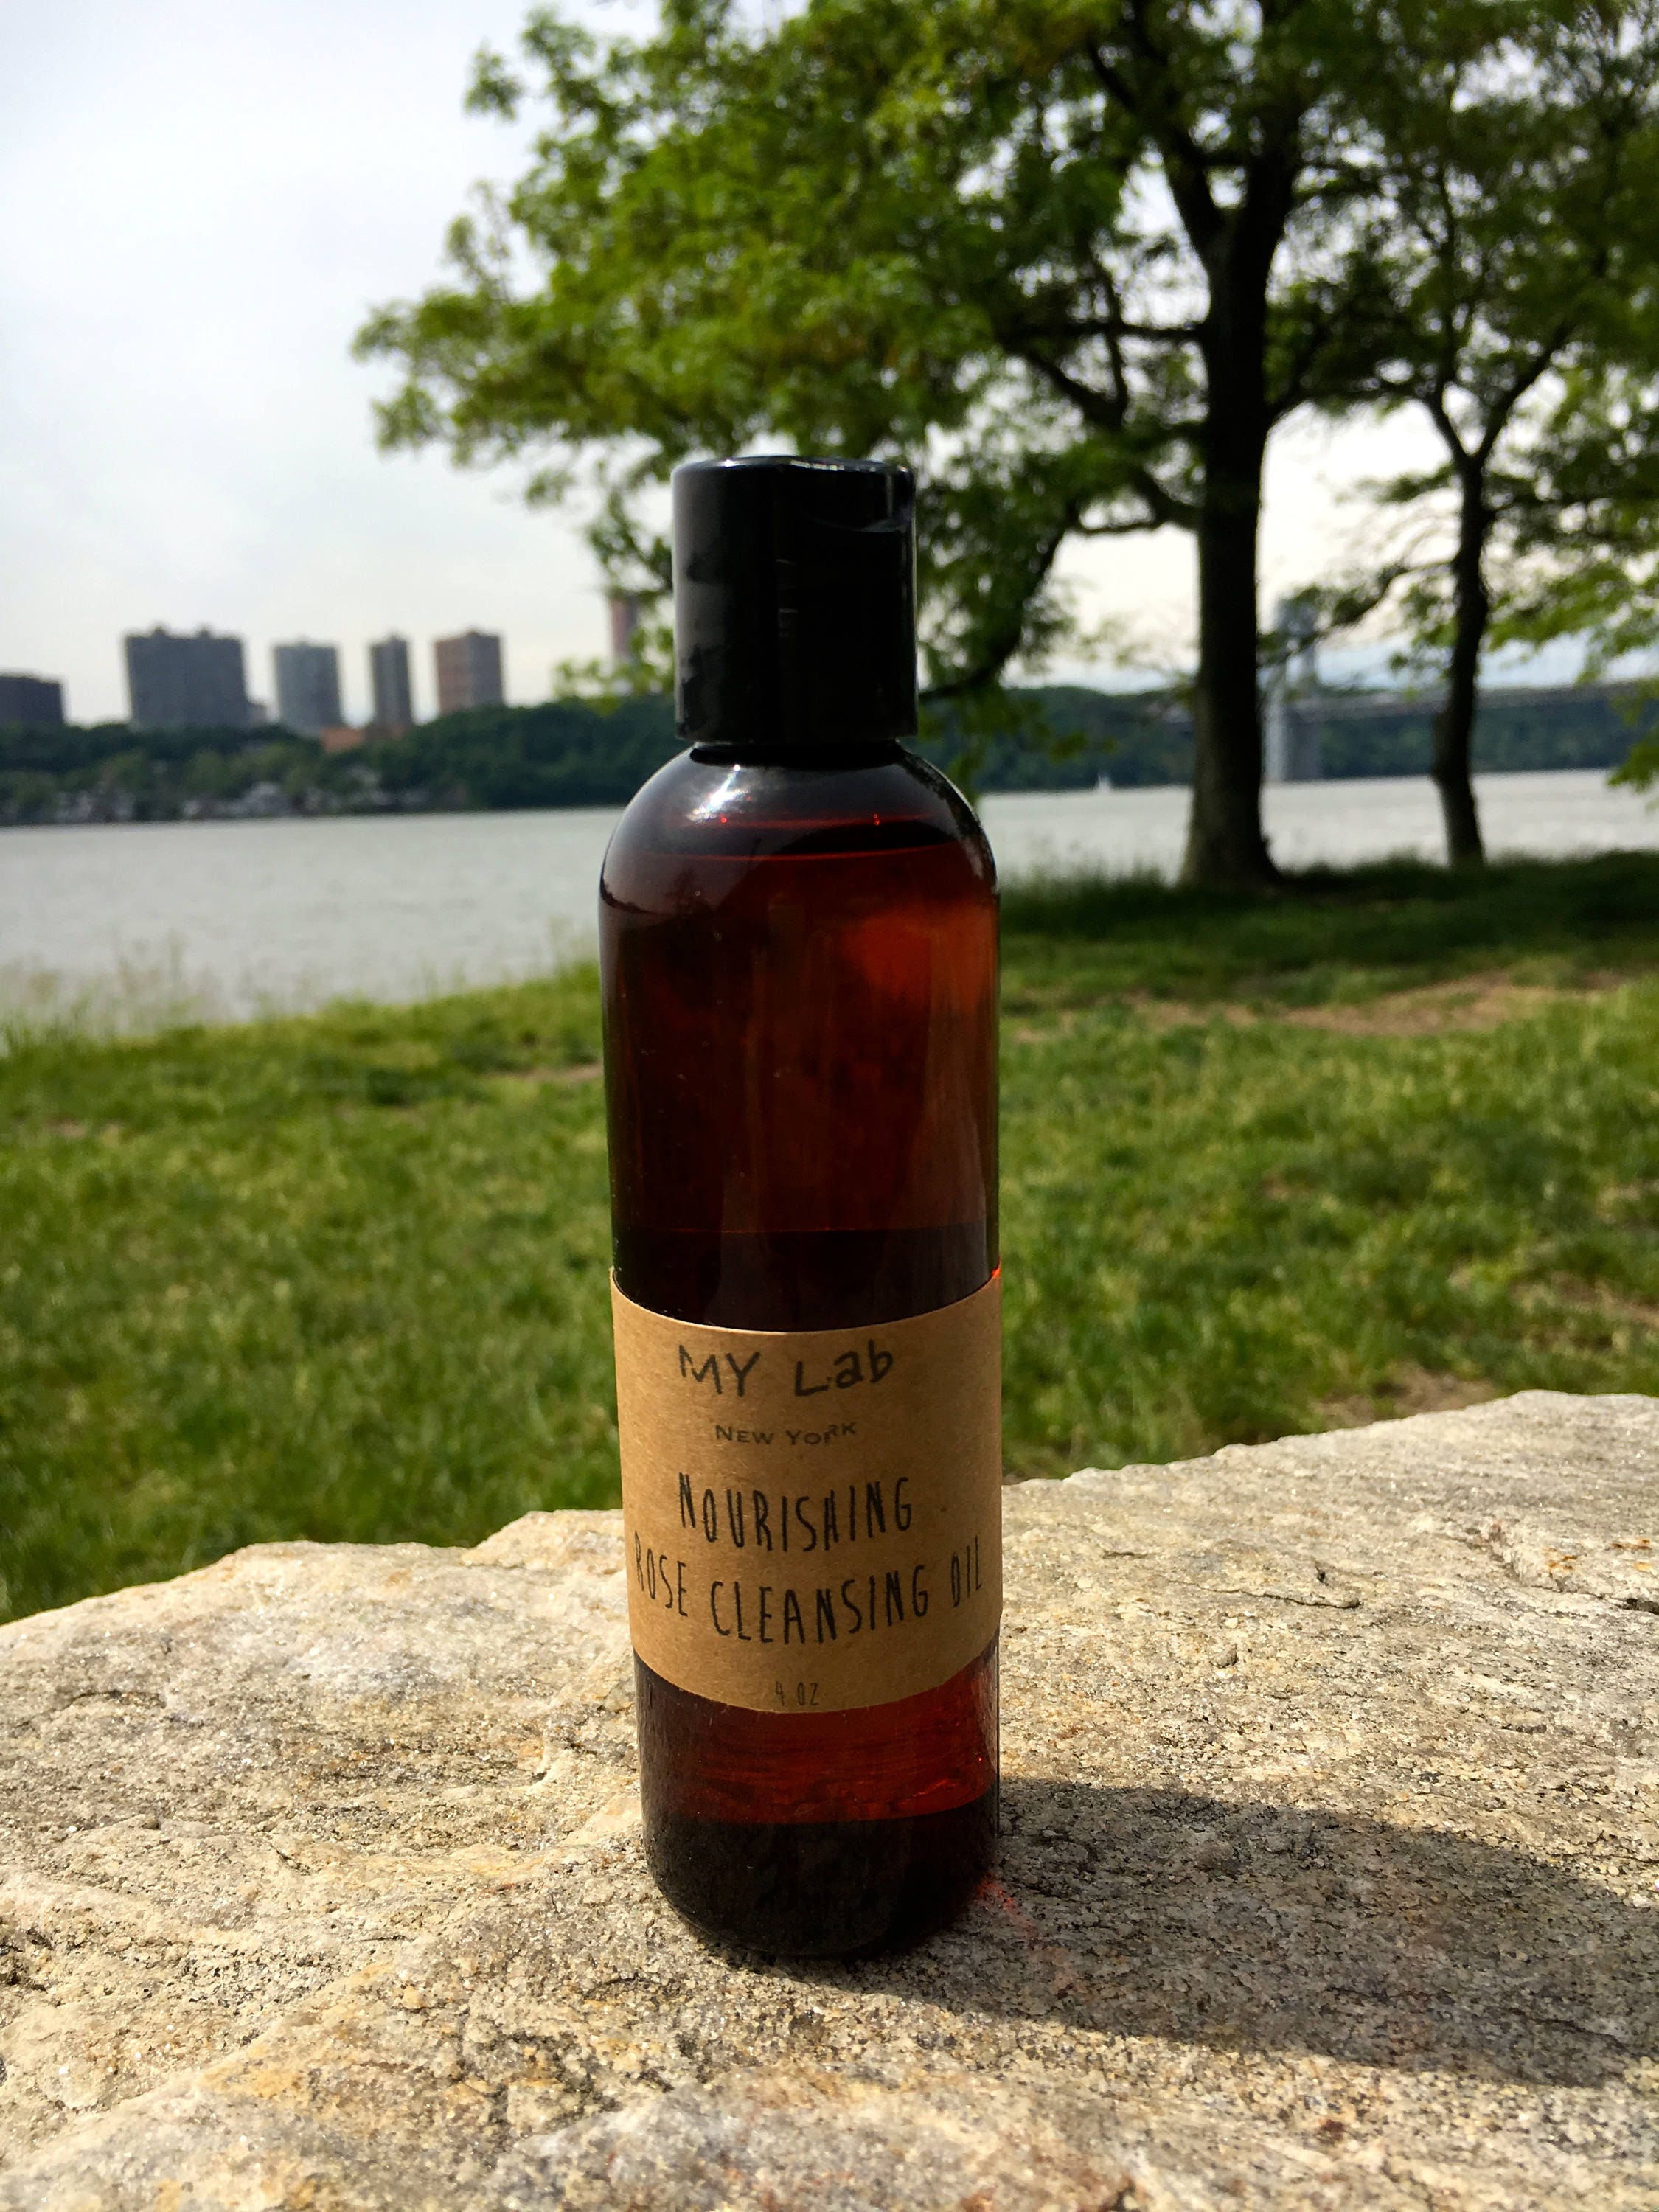 MY Lab
NEW YORK
NOURISHING
ROSE CLEANSING OIL
4 OZ